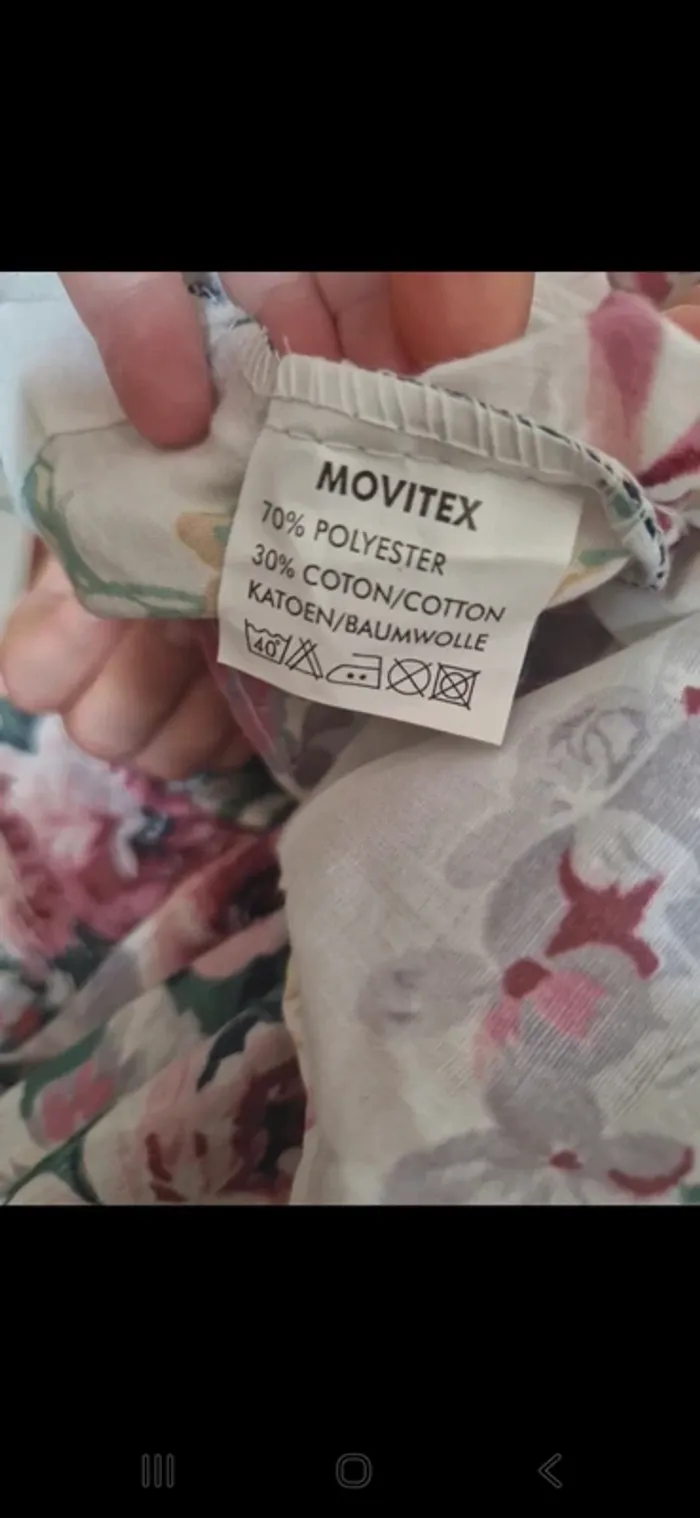 MOVITEX
70% POLYESTER
30% COTON/COTTON
KATOEN/BAUMWOLLE
40°